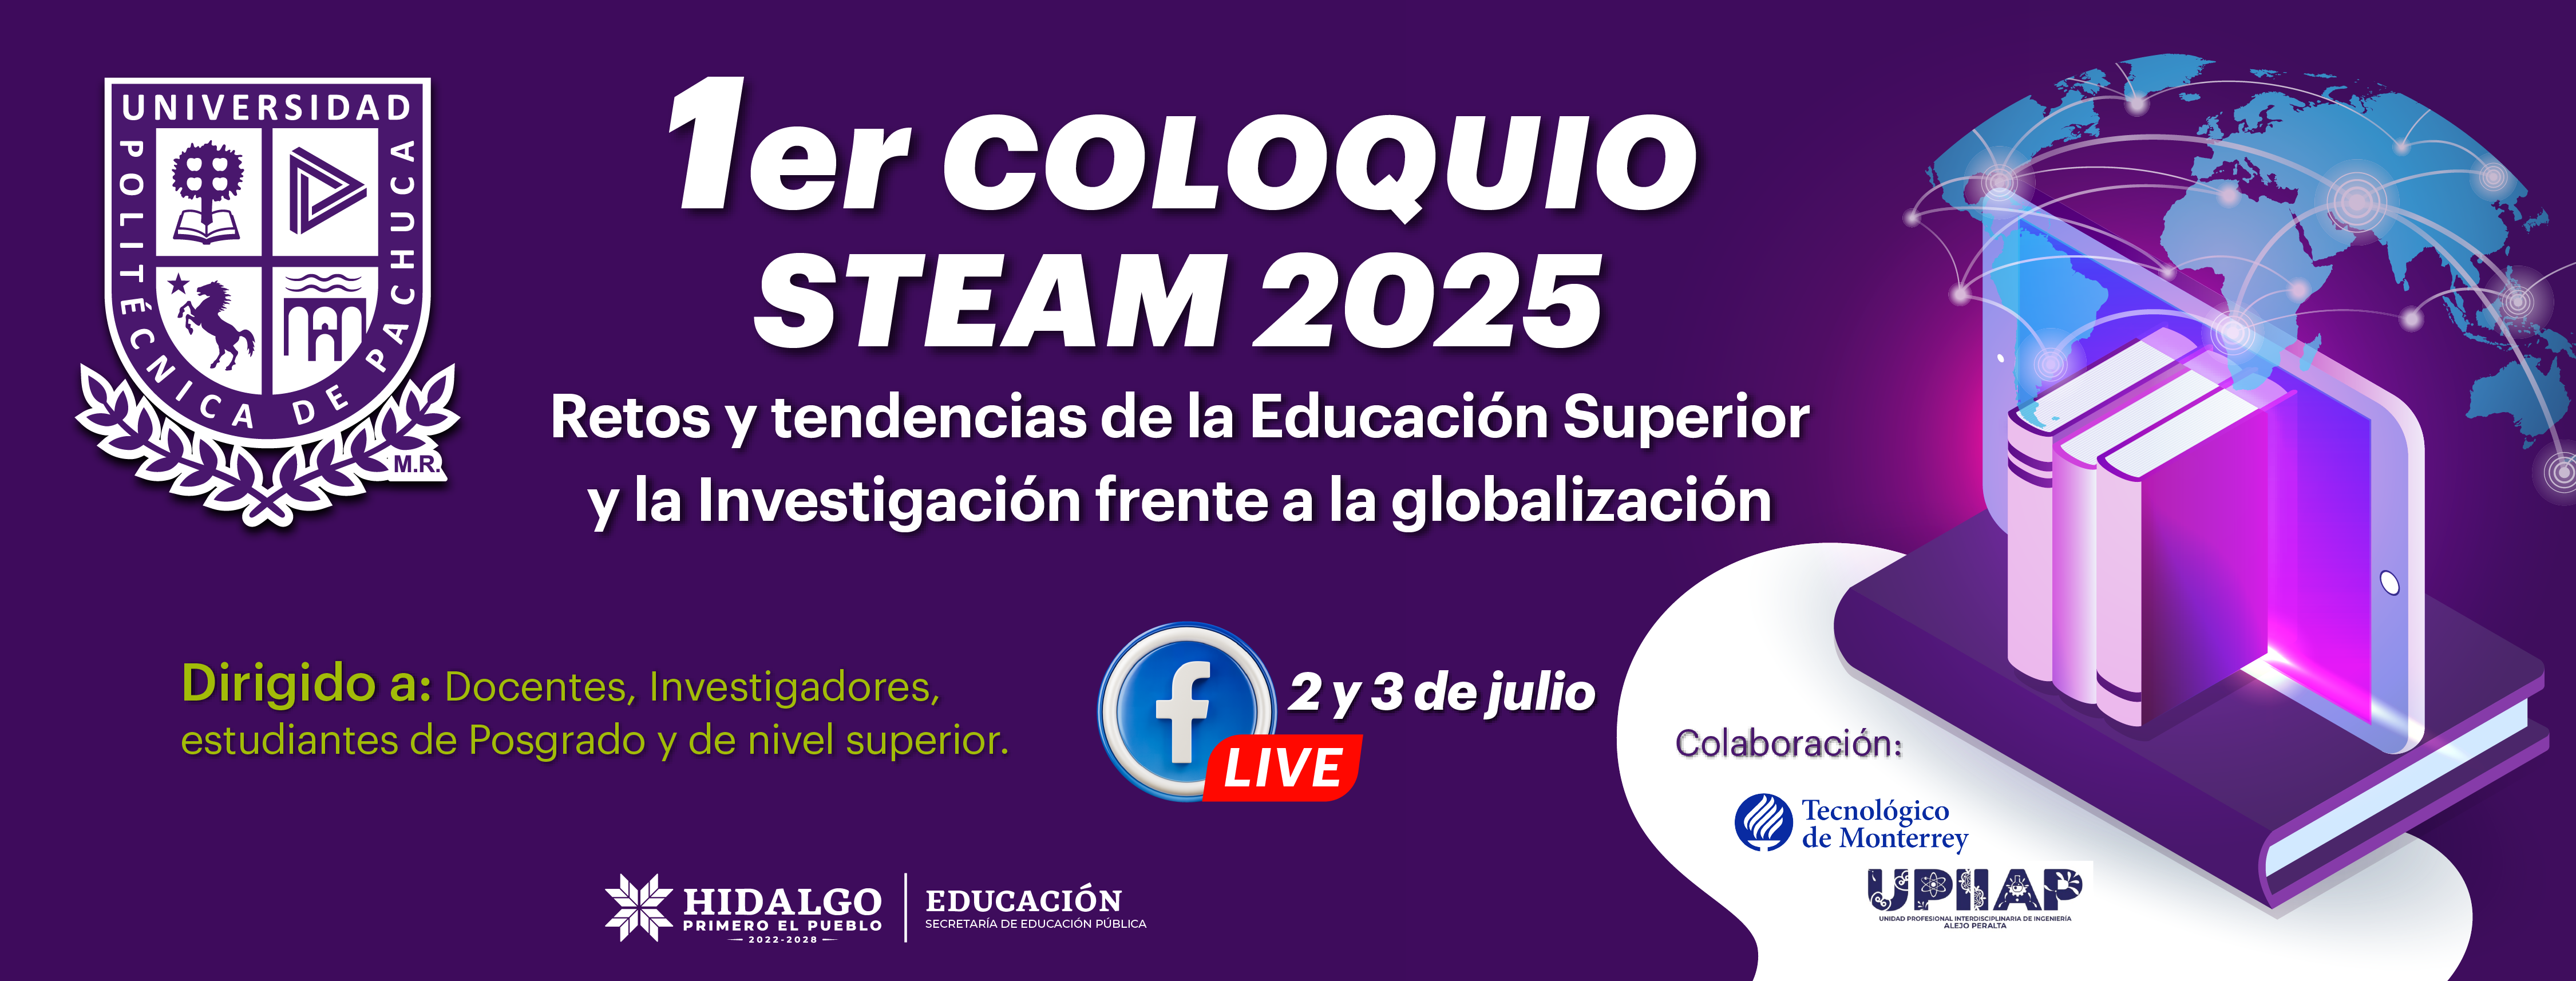 UNIVERSIDAD
POLITÉCNICA DE PACHUCA
M.R.
1er COLOQUIO
STEAM 2025
Retos y tendencias de la Educación Superior
y la Investigación frente a la globalización
Dirigido a: Docentes, Investigadores,
estudiantes de Posgrado y de nivel superior.
f
LIVE
2 y 3 de julio
Colaboración:
Tecnológico
de Monterrey
UPIIAP
UNIDAD PROFESIONAL INTERDISCIPLINARIA DE INGENIERÍA
ALEJO PERALTA
HIDALGO
PRIMERO EL PUEBLO
2022-2028
EDUCACIÓN
SECRETARÍA DE EDUCACIÓN PÚBLICA